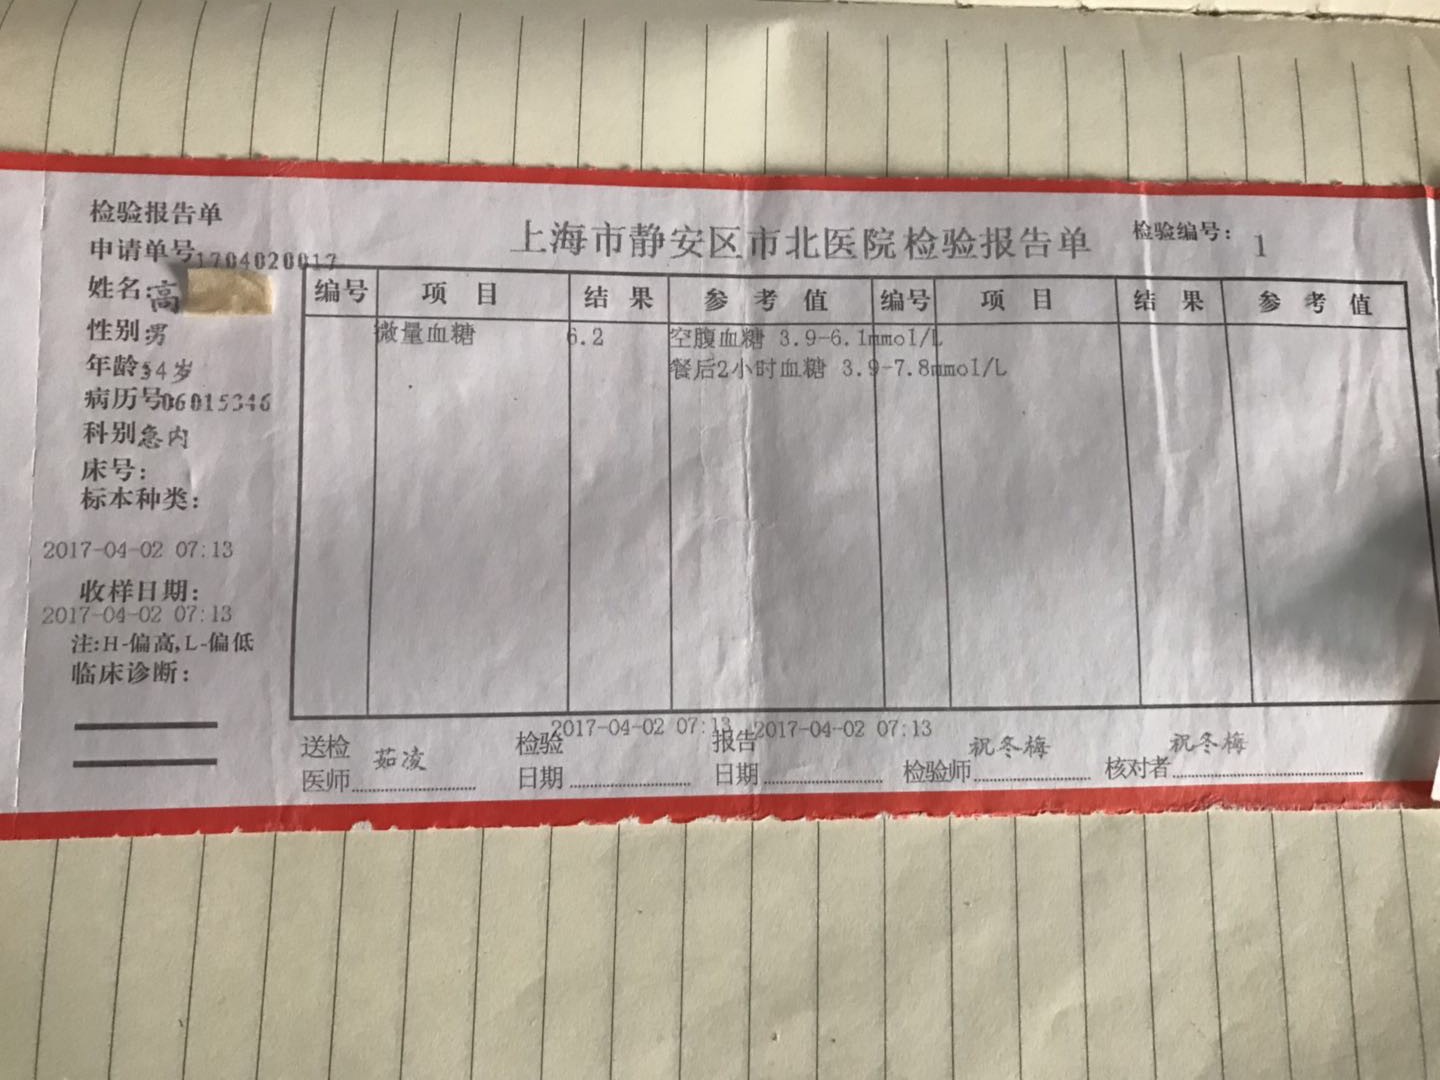 检验报告单
申请单号1704020017
姓名:高
性别:男
年龄:34岁
病历号:06015346
科别急内
床号:
标本种类:
2017-04-02 07:13
收样日期:
2017-04-02 07:13
注:H-偏高,L-偏低
临床诊断:
上海市静安区市北医院检验报告单
检验编号: 1
编号 项目 结果 参考值 编号 项目 结果 参考值
微量血糖 6.2 空腹血糖 3.9-6.1mmol/L
餐后2小时血糖 3.9-7.8mmol/L
2017-04-02 07:13 2017-04-02 07:13
送检医师 茹凌 检验日期 报告日期 检验师 祝冬梅 核对者 祝冬梅